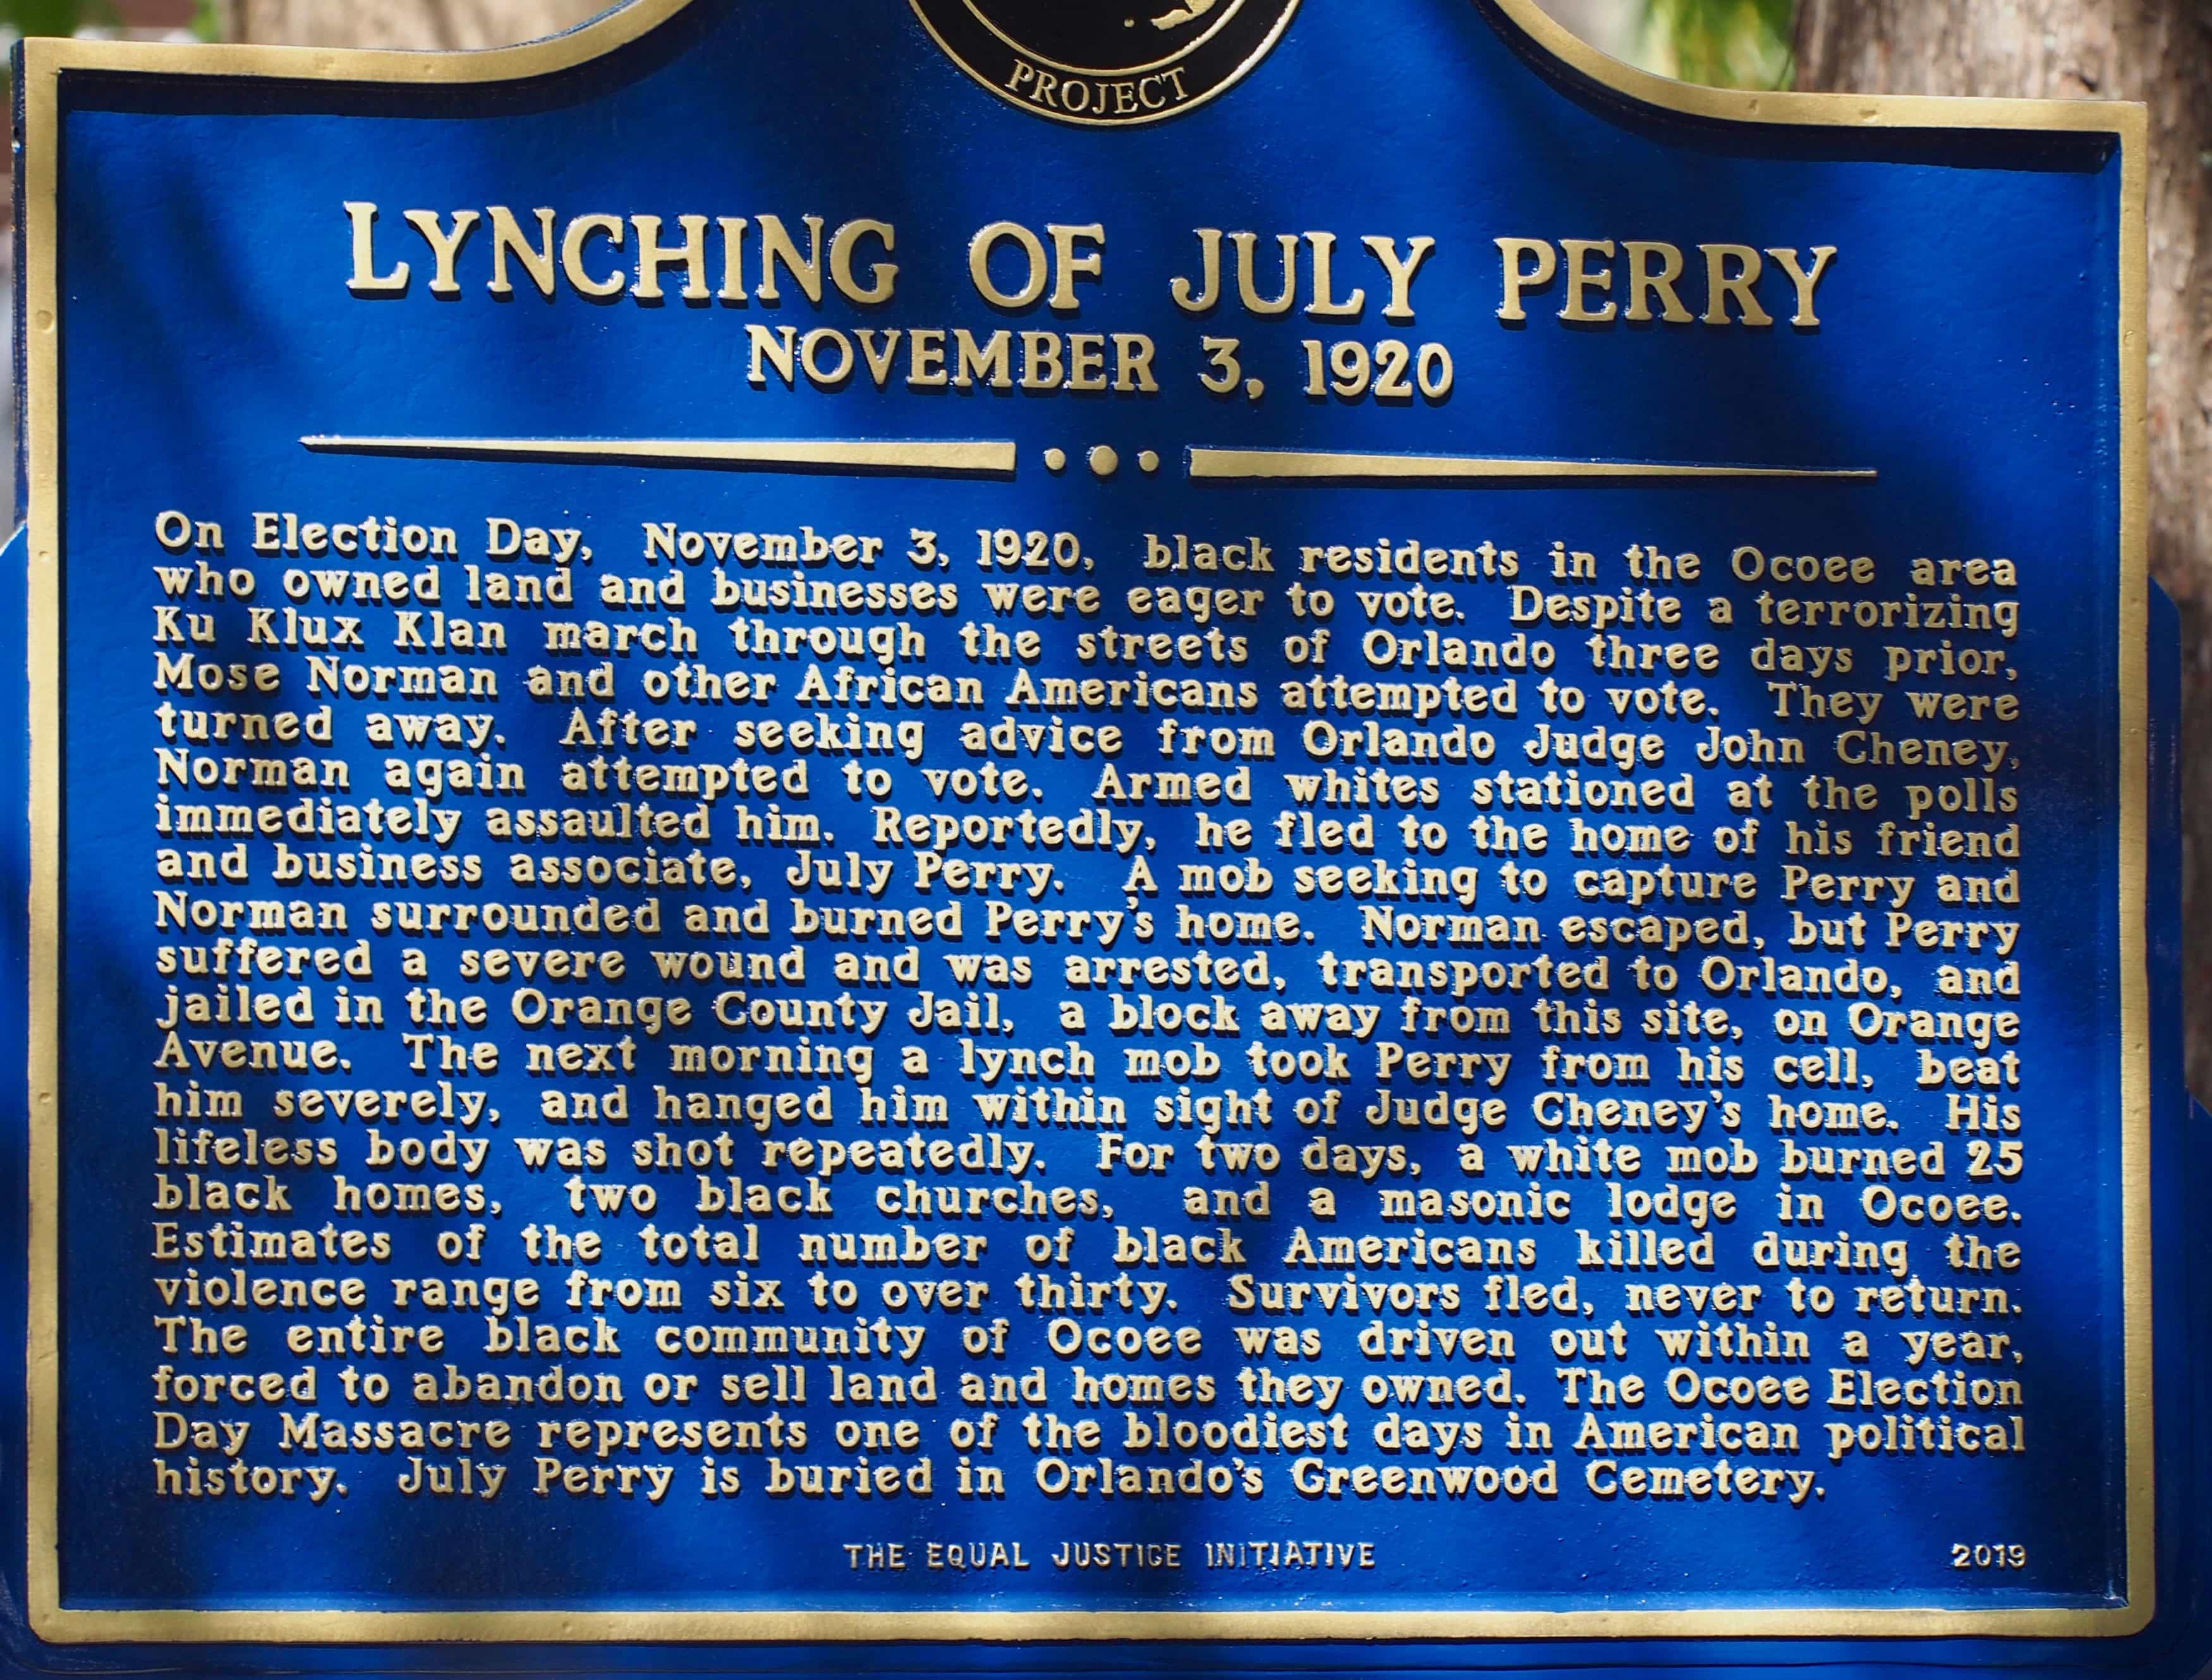 PROJECT
LYNCHING OF JULY PERRY
NOVEMBER 3, 1920
On Election Day, November 3, 1920, black residents in the Ocoee area
who owned land and businesses were eager to vote. Despite a terrorizing
Ku Klux Klan march through the streets of Orlando three days prior,
Mose Norman and other African Americans attempted to vote. They were
turned away. After seeking advice from Orlando Judge John Cheney,
Norman again attempted to vote. Armed whites stationed at the polls
immediately assaulted him. Reportedly, he fled to the home of his friend
and business associate, July Perry. A mob seeking to capture Perry and
Norman surrounded and burned Perry's home. Norman escaped, but Perry
suffered a severe wound and was arrested, transported to Orlando, and
jailed in the Orange County Jail, a block away from this site, on Orange
Avenue. The next morning a lynch mob took Perry from his cell, beat
him severely, and hanged him within sight of Judge Cheney's home. His
lifeless body was shot repeatedly. For two days, a white mob burned 25
black homes, two black churches, and a masonic lodge in Ocoee.
Estimates of the total number of black Americans killed during the
violence range from six to over thirty. Survivors fled, never to return.
The entire black community of Ocoee was driven out within a year,
forced to abandon or sell land and homes they owned. The Ocoee Election
Day Massacre represents one of the bloodiest days in American political
history. July Perry is buried in Orlando's Greenwood Cemetery.
THE EQUAL JUSTICE INITIATIVE 2019